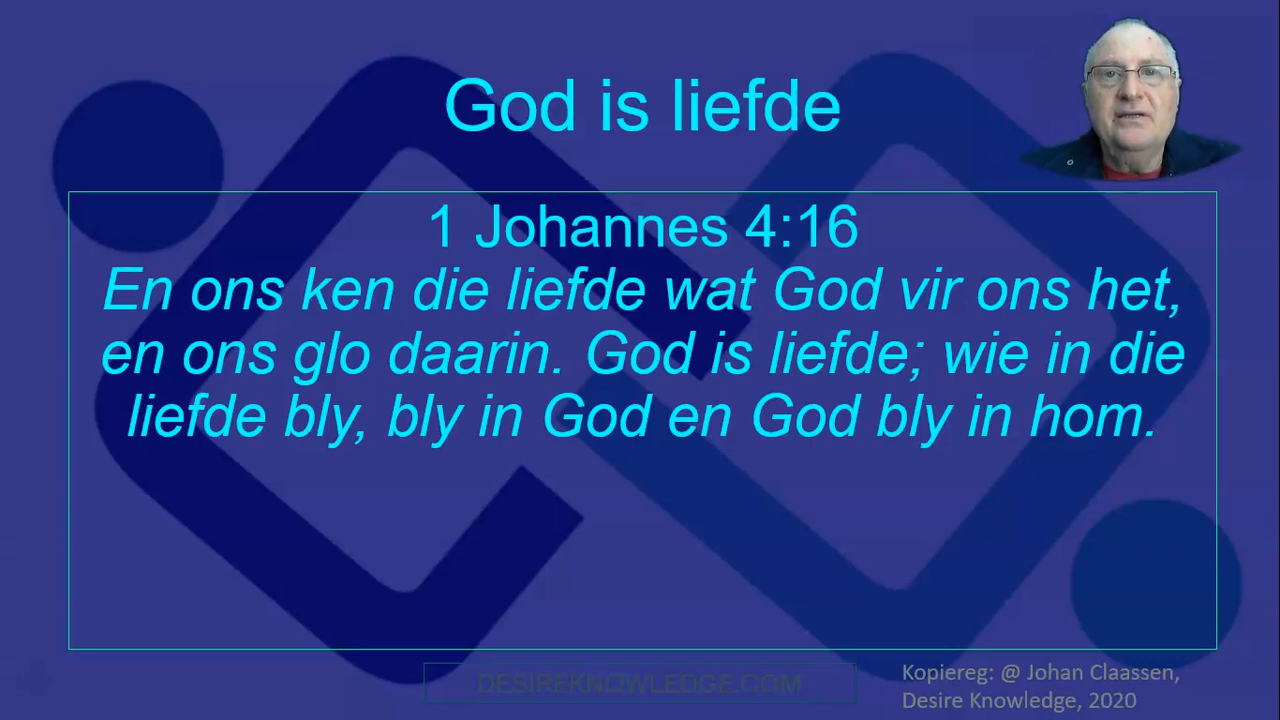 God is liefde
1 Johannes 4:16
En ons ken die liefde wat God vir ons het,
en ons glo daarin. God is liefde; wie in die
liefde bly, bly in God en God bly in hom.
DESIREKNOWLEDGE.COM
Kopiereg: @ Johan Claassen,
Desire Knowledge, 2020